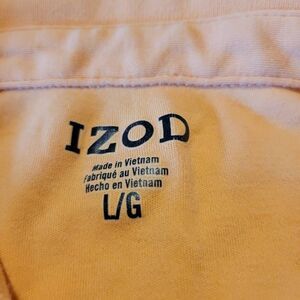 IZOD
Made in Vietnam
Fabriqué au Vietnam
Hecho en Vietnam
L/G